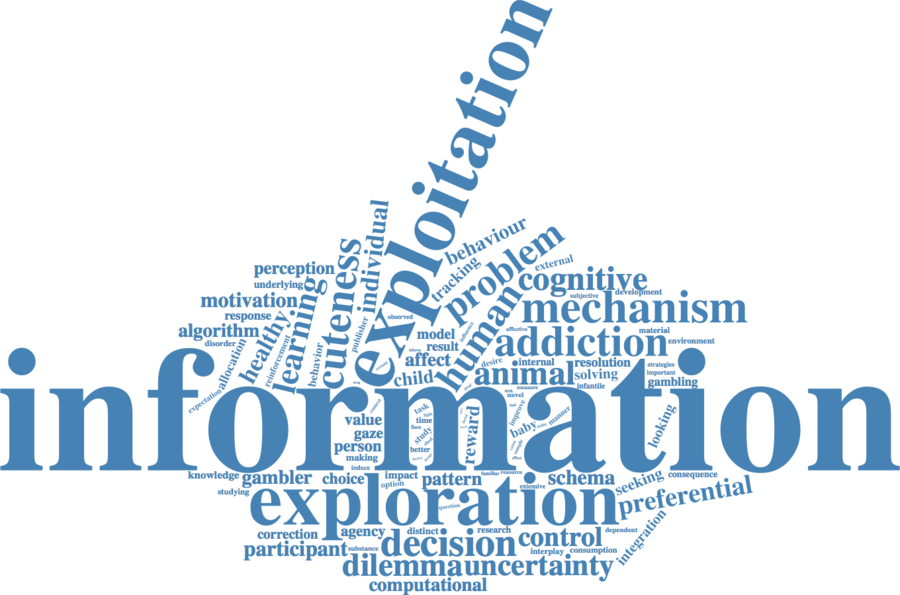 exploitation
behaviour
individual
tracking
problem
external
cuteness
perception
underlying
cognitive
subjective
development
learning
motivation
response
healthy
publisher
observed
human
mechanism
algorithm
disorder
allocation
reinforcement
behavior
model
result
affect
influence
affective
addiction
material
environment
expectation
child
desire
animal
internal
resolution
solving
infantile
strategies
important
gambling
information
value
gaze
person
making
induce
task
time
study
better
reward
novel
improve
baby
manner
looking
knowledge
gambler
studying
choice
impact
option
pattern
familiar
resource
extensive
schema
seeking
consequence
exploration
question
preferential
correction
agency
distinct
research
control
dependent
integration
participant
substance
decision
interplay
consumption
dilemma
uncertainty
computational